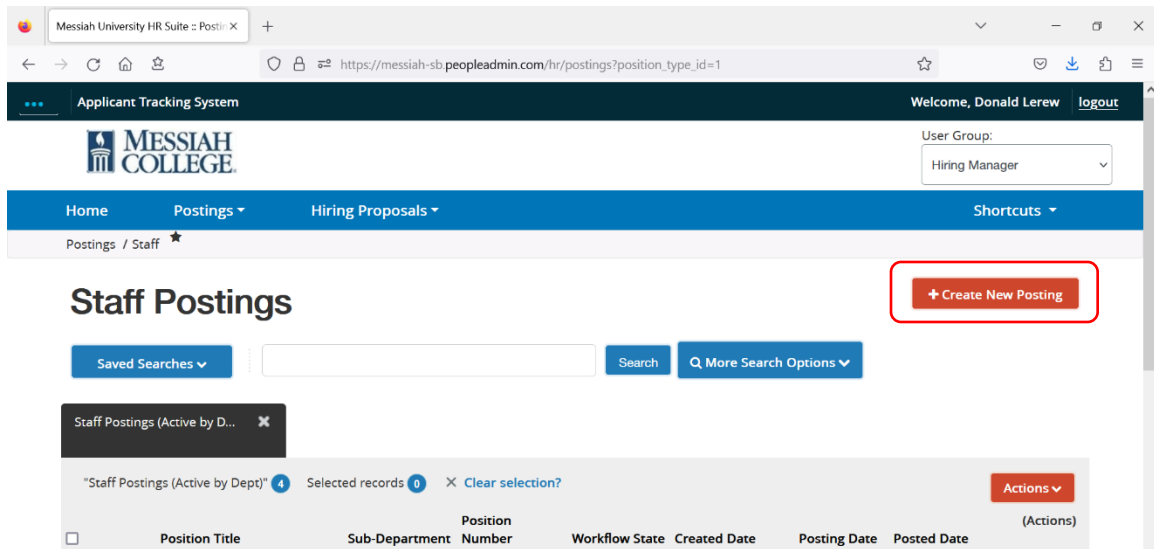 Messiah University HR Suite :: Postin
https://messiah-sb.peopleadmin.com/hr/postings?position_type_id=1
Applicant Tracking System
Welcome, Donald Lerew logout
MESSIAH
COLLEGE.
User Group:
Hiring Manager
Home Postings Hiring Proposals Shortcuts
Postings / Staff
Staff Postings
+ Create New Posting
Saved Searches
Search
More Search Options
Staff Postings (Active by D...
"Staff Postings (Active by Dept)" 4 Selected records 0 Clear selection?
Actions
Position (Actions)
Position Title Sub-Department Number Workflow State Created Date Posting Date Posted Date